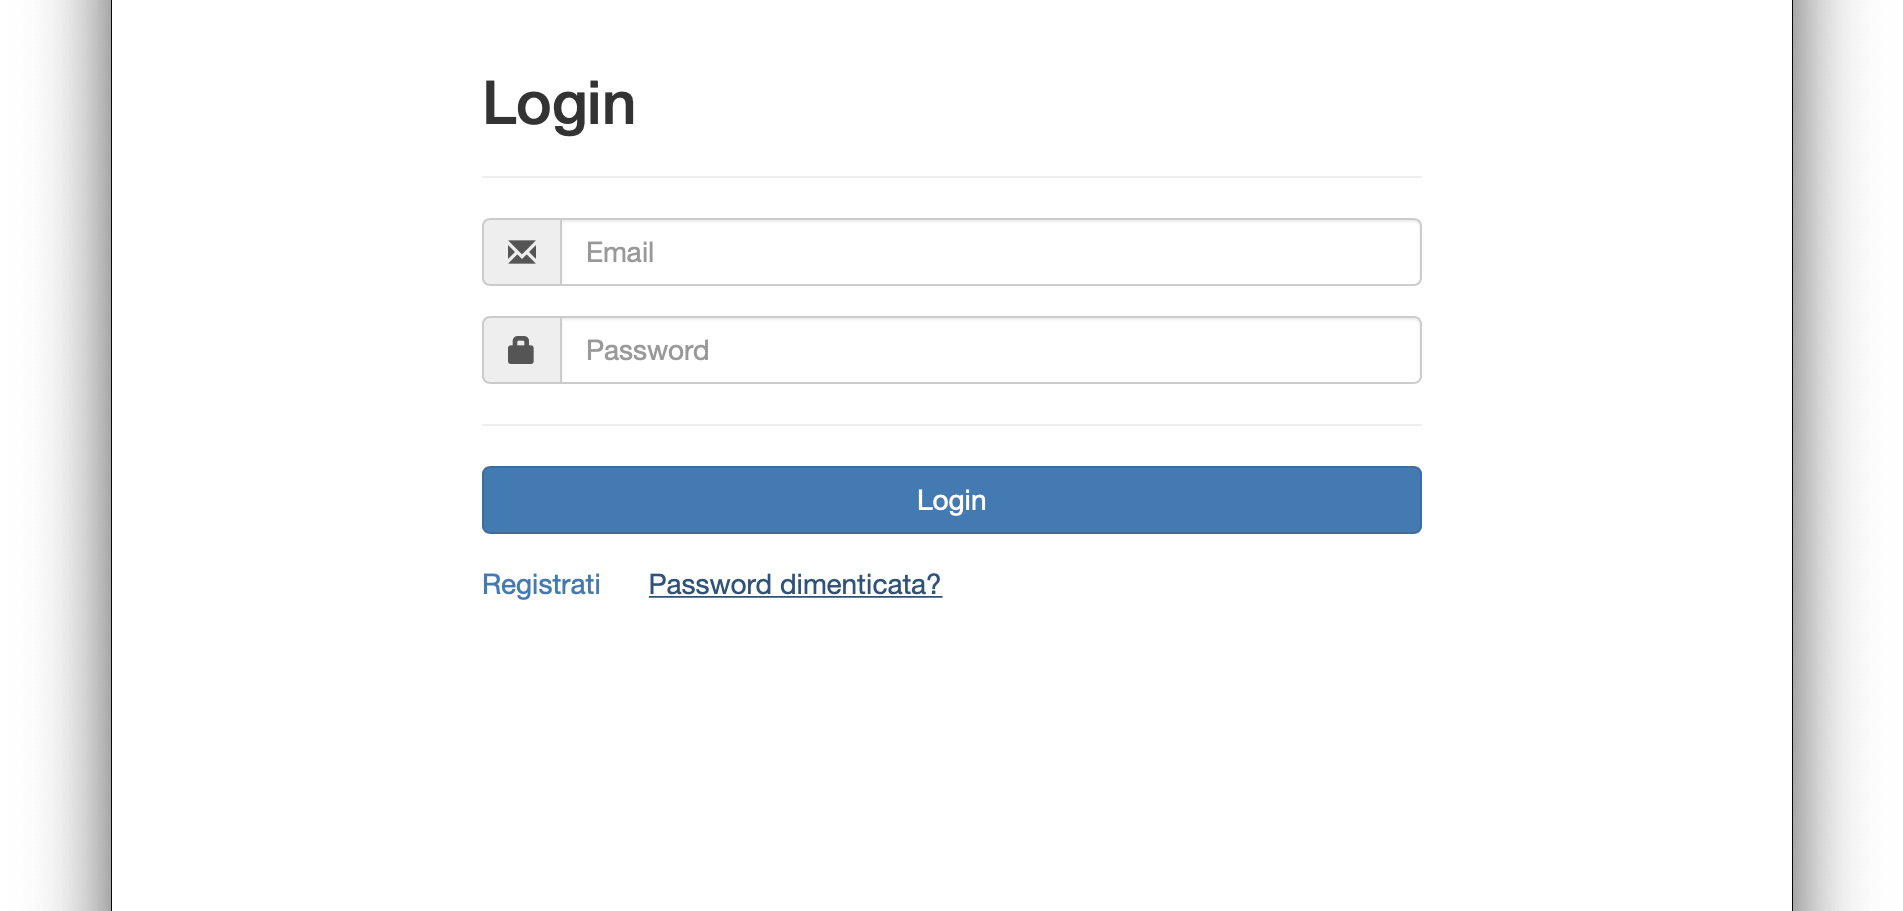 Login
Email
Password
Login
Registrati Password dimenticata?